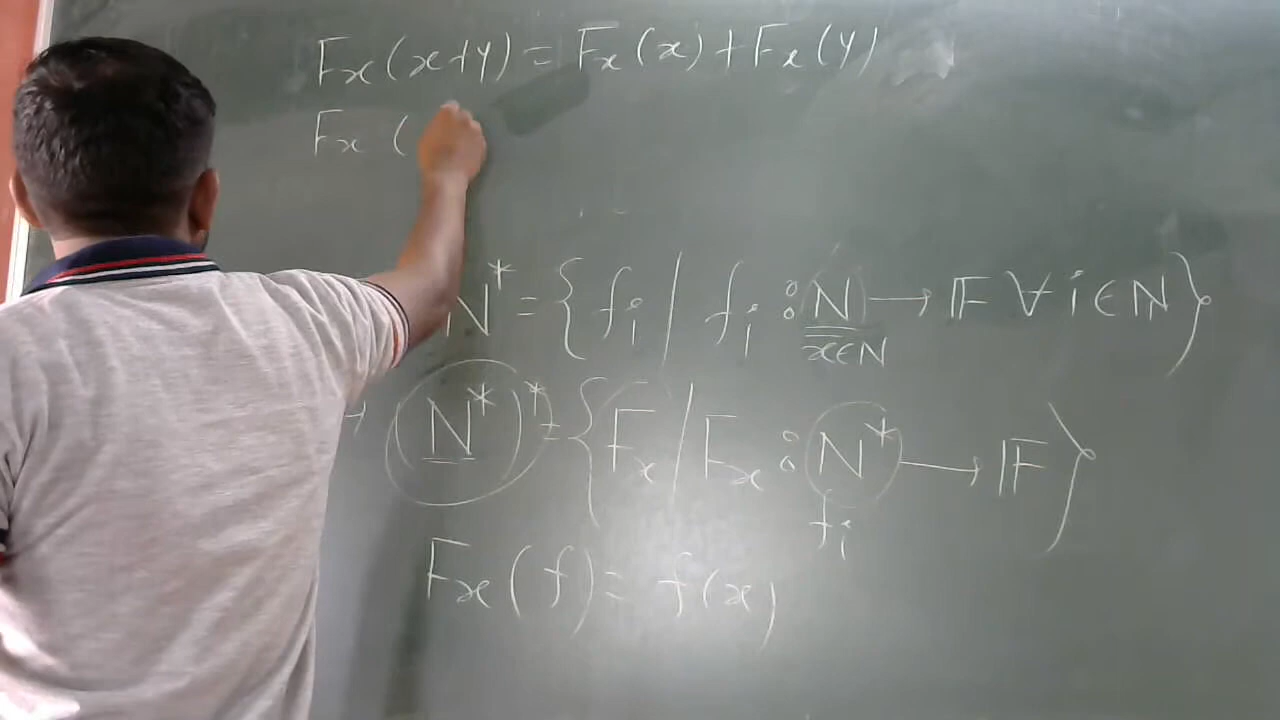 Fx(x+y) = Fx(x) + Fx(y)
Fx (
N* = { fi / fi : N → 𝔽 ∀ i ∈ ℕ }
x∈N
→ (N*)* = { Fx / Fx : N* → 𝔽 }
fi
Fx(f) = f(x)